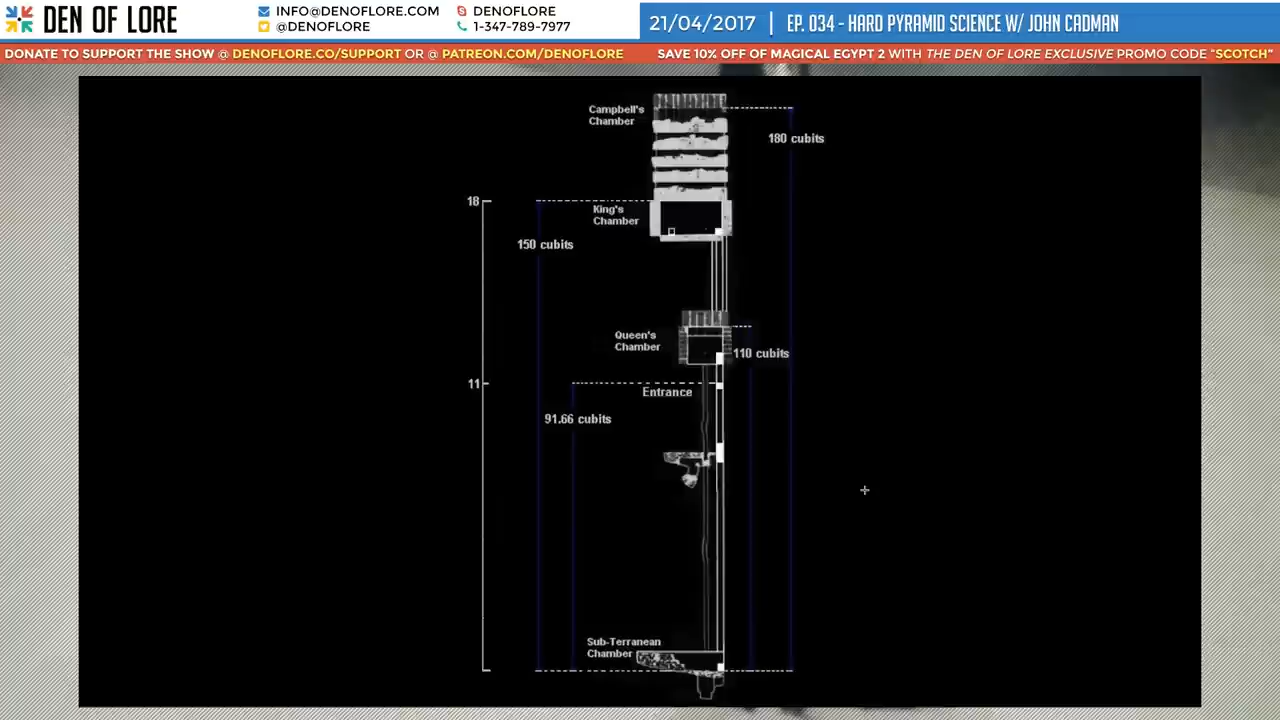 DEN OF LORE
INFO@DENOFLORE.COM
@DENOFLORE
DENOFLORE
1-347-789-7977
21/04/2017 | EP. 034 - HARD PYRAMID SCIENCE W/ JOHN CADMAN
DONATE TO SUPPORT THE SHOW @ DENOFLORE.CO/SUPPORT OR @ PATREON.COM/DENOFLORE
SAVE 10% OFF OF MAGICAL EGYPT 2 WITH THE DEN OF LORE EXCLUSIVE PROMO CODE "SCOTCH"
Campbell's
Chamber
180 cubits
18
King's
Chamber
150 cubits
Queen's
Chamber
110 cubits
11
Entrance
91.66 cubits
Sub-Terranean
Chamber